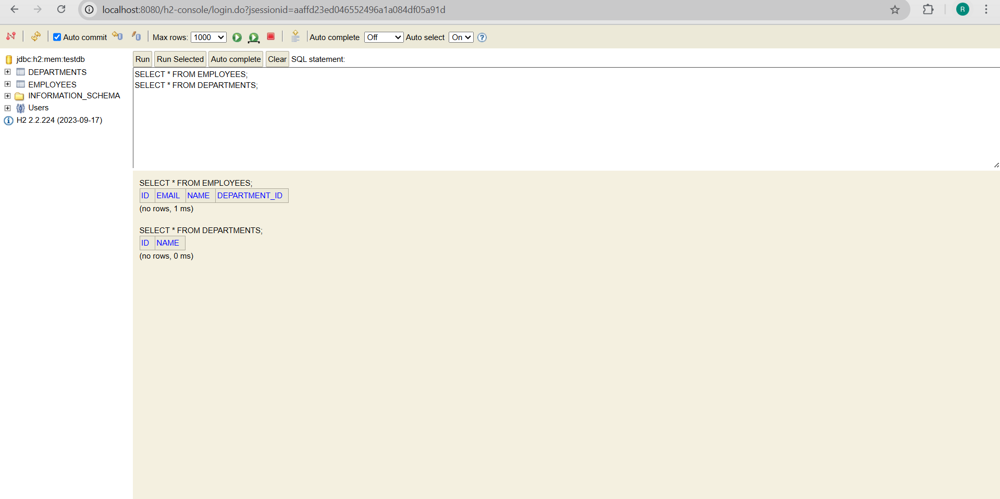 localhost:8080/h2-console/login.do?jsessionid=aaffd23ed046552496a1a084df05a91d
R
Auto commit Max rows: 1000 Auto complete Off Auto select On
jdbc:h2:mem:testdb
DEPARTMENTS
EMPLOYEES
INFORMATION_SCHEMA
Users
H2 2.2.224 (2023-09-17)
Run Run Selected Auto complete Clear SQL statement:
SELECT * FROM EMPLOYEES;
SELECT * FROM DEPARTMENTS;
SELECT * FROM EMPLOYEES;
ID EMAIL NAME DEPARTMENT_ID
(no rows, 1 ms)
SELECT * FROM DEPARTMENTS;
ID NAME
(no rows, 0 ms)